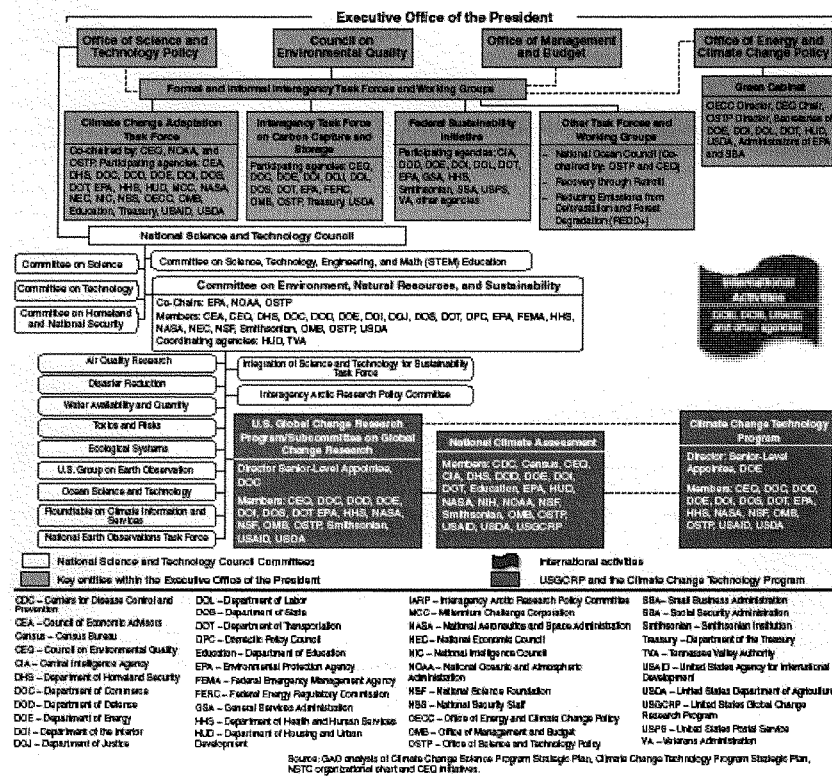 Executive Office of the President
Office of Science and
Technology Policy
Council on
Environmental Quality
Office of Management
and Budget
Office of Energy and
Climate Change Policy
Formal and Informal Interagency Task Forces and Working Groups
Climate Change Adaptation
Task Force
Co-chaired by: CEQ, NOAA, and
OSTP. Participating agencies: CEA,
DHS, DOC, DOD, DOE, DOI, DOS,
DOT, EPA, HHS, HUD, MCC, NASA,
NEC, NIC, NSS, OECC, OMB,
Education, Treasury, USAID, USDA
Interagency Task Force
on Carbon Capture and
Storage
Participating agencies: CEQ,
DOC, DOE, DOI, DOJ, DOL,
DOS, DOT, EPA, FERC,
OMB, OSTP, Treasury, USDA
Federal Sustainability
Initiative
Participating agencies: CIA,
DOD, DOE, DOI, DOL, DOT,
EPA, GSA, HHS,
Smithsonian, SSA, USPS,
VA, other agencies
Other Task Forces and
Working Groups
– National Ocean Council (Co-
chaired by: OSTP and CEQ)
– Recovery through Retrofit
– Reducing Emissions from
Deforestation and Forest
Degradation (REDD+)
Green Cabinet
OECC Director, CEQ Chair,
OSTP Director, Secretaries of
DOE, DOI, DOL, DOT, HUD,
USDA, Administrators of EPA
and SBA
National Science and Technology Council
Committee on Science
Committee on Technology
Committee on Homeland
and National Security
Committee on Science, Technology, Engineering, and Math (STEM) Education
Committee on Environment, Natural Resources, and Sustainability
Co-Chairs: EPA, NOAA, OSTP
Members: CEA, CEQ, DHS, DOC, DOD, DOE, DOI, DOJ, DOS, DOT, DPC, EPA, FEMA, HHS,
NASA, NEC, NSF, Smithsonian, OMB, OSTP, USDA
Coordinating agencies: HUD, TVA
International
Activities
and other agencies
Air Quality Research
Disaster Reduction
Water Availability and Quantity
Toxics and Risks
Ecological Systems
U.S. Group on Earth Observation
Ocean Science and Technology
Roundtable on Climate Information and
Services
National Earth Observations Task Force
Integration of Science and Technology for Sustainability
Task Force
Interagency Arctic Research Policy Committee
U.S. Global Change Research
Program/Subcommittee on Global
Change Research
Director Senior-Level Appointee,
DOC
Members: CEQ, DOC, DOD, DOE,
DOI, DOS, DOT EPA, HHS, NASA,
NSF, OMB, OSTP, Smithsonian,
USAID, USDA
National Climate Assessment
Members: CDC, Census, CEQ,
CIA, DHS, DOD, DOE, DOI,
DOT, Education, EPA, HUD,
NASA, NIH, NOAA, NSF,
Smithsonian, OMB, OSTP,
USAID, USDA, USGCRP
Climate Change Technology
Program
Director: Senior-Level
Appointee, DOE
Members: CEQ, DOC, DOD,
DOE, DOI, DOS, DOT, EPA,
HHS, NASA, NSF, OMB,
OSTP, USAID, USDA
National Science and Technology Council Committees
Key entities within the Executive Office of the President
International activities
USGCRP and the Climate Change Technology Program
CDC – Centers for Disease Control and
Prevention
CEA – Council of Economic Advisors
Census – Census Bureau
CEQ – Council on Environmental Quality
CIA – Central Intelligence Agency
DHS – Department of Homeland Security
DOC – Department of Commerce
DOD – Department of Defence
DOE – Department of Energy
DOI – Department of the Interior
DOJ – Department of Justice
DOL – Department of Labor
DOS – Department of State
DOT – Department of Transportation
DPC – Domestic Policy Council
Education – Department of Education
EPA – Environmental Protection Agency
FEMA – Federal Emergency Management Agency
FERC – Federal Energy Regulatory Commission
GSA – General Services Administration
HHS – Department of Health and Human Services
HUD – Department of Housing and Urban
Development
IARP – Interagency Arctic Research Policy Committee
MCC – Millennium Challenge Corporation
NASA – National Aeronautics and Space Administration
NEC – National Economic Council
NIC – National Intelligence Council
NOAA – National Oceanic and Atmospheric
Administration
NSF – National Science Foundation
NSS – National Security Staff
OECC – Office of Energy and Climate Change Policy
OMB – Office of Management and Budget
OSTP – Office of Science and Technology Policy
SBA – Small Business Administration
SSA – Social Security Administration
Smithsonian – Smithsonian Institution
Treasury – Department of the Treasury
TVA – Tennessee Valley Authority
USAID – United States Agency for International
Development
USDA – United States Department of Agriculture
USGCRP – United States Global Change
Research Program
USPS – United States Postal Service
VA – Veterans Administration
Source: GAO analysis of Climate Change Science Program Strategic Plan, Climate Change Technology Program Strategic Plan,
NSTC organizational chart and CEQ initiatives.